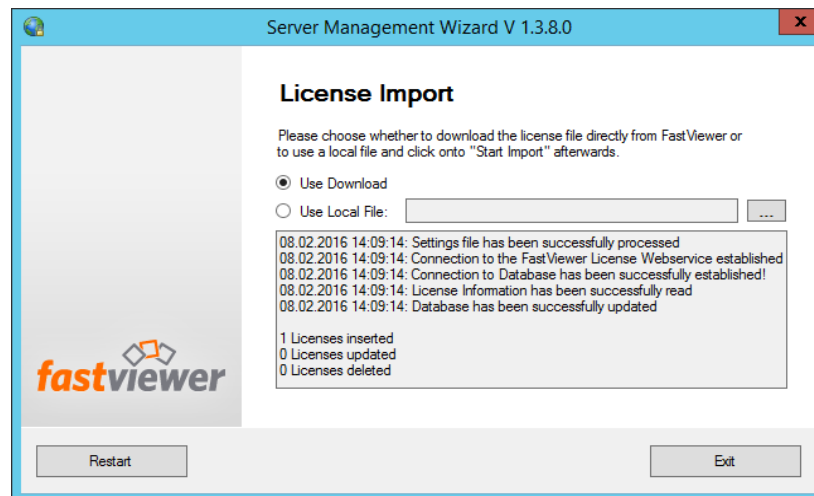 Server Management Wizard V 1.3.8.0
x
License Import
Please choose whether to download the license file directly from FastViewer or
to use a local file and click onto "Start Import" afterwards.
Use Download
Use Local File:
...
08.02.2016 14:09:14: Settings file has been successfully processed
08.02.2016 14:09:14: Connection to the FastViewer License Webservice established
08.02.2016 14:09:14: Connection to Database has been successfully established!
08.02.2016 14:09:14: License Information has been successfully read
08.02.2016 14:09:14: Database has been successfully updated
1 Licenses inserted
0 Licenses updated
0 Licenses deleted
fastviewer
Restart
Exit